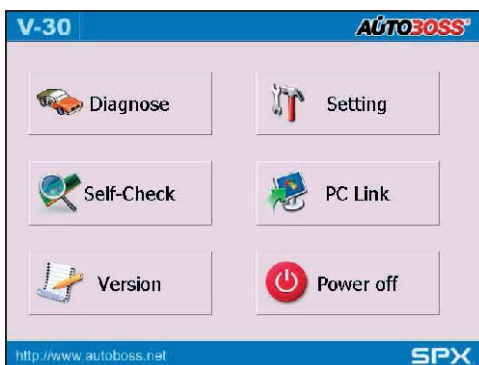 V-30
AUTOBOSS
Diagnose
Setting
Self-Check
PC Link
Version
Power off
http://www.autoboss.net
SPX